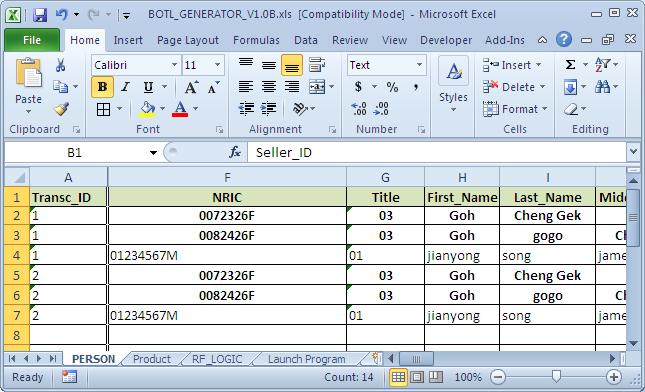 BOTL_GENERATOR_V1.0B.xls [Compatibility Mode] - Microsoft Excel
File Home Insert Page Layout Formulas Data Review View Developer Add-Ins
Paste
Calibri 11
B I U
A A
Text
$ % ,
Styles
Insert
Delete
Format
Clipboard Font Alignment Number Cells Editing
B1 fx Seller_ID
A F G H I
1 Transc_ID NRIC Title First_Name Last_Name Midd
2 1 0072326F 03 Goh Cheng Gek
3 1 0082426F 03 Goh gogo Ch
4 1 01234567M 01 jianyong song jame
5 2 0072326F 03 Goh Cheng Gek
6 2 0082426F 03 Goh gogo Ch
7 2 01234567M 01 jianyong song jame
8
PERSON Product RF_LOGIC Launch Program
Ready Count: 14 100%